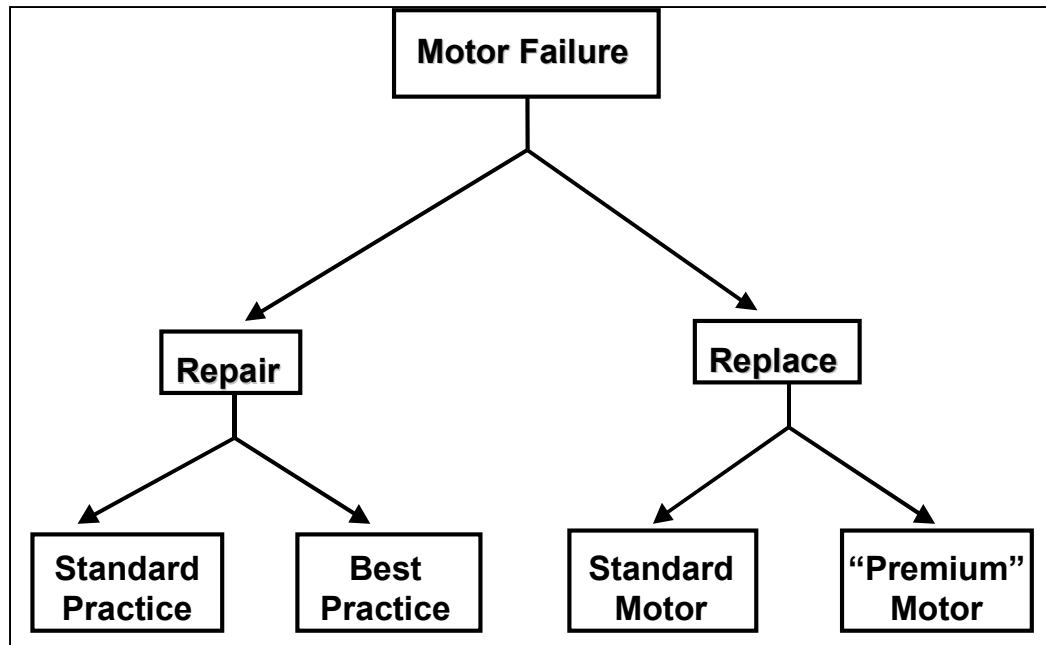 Motor Failure
Repair
Replace
Standard
Practice
Best
Practice
Standard
Motor
“Premium”
Motor